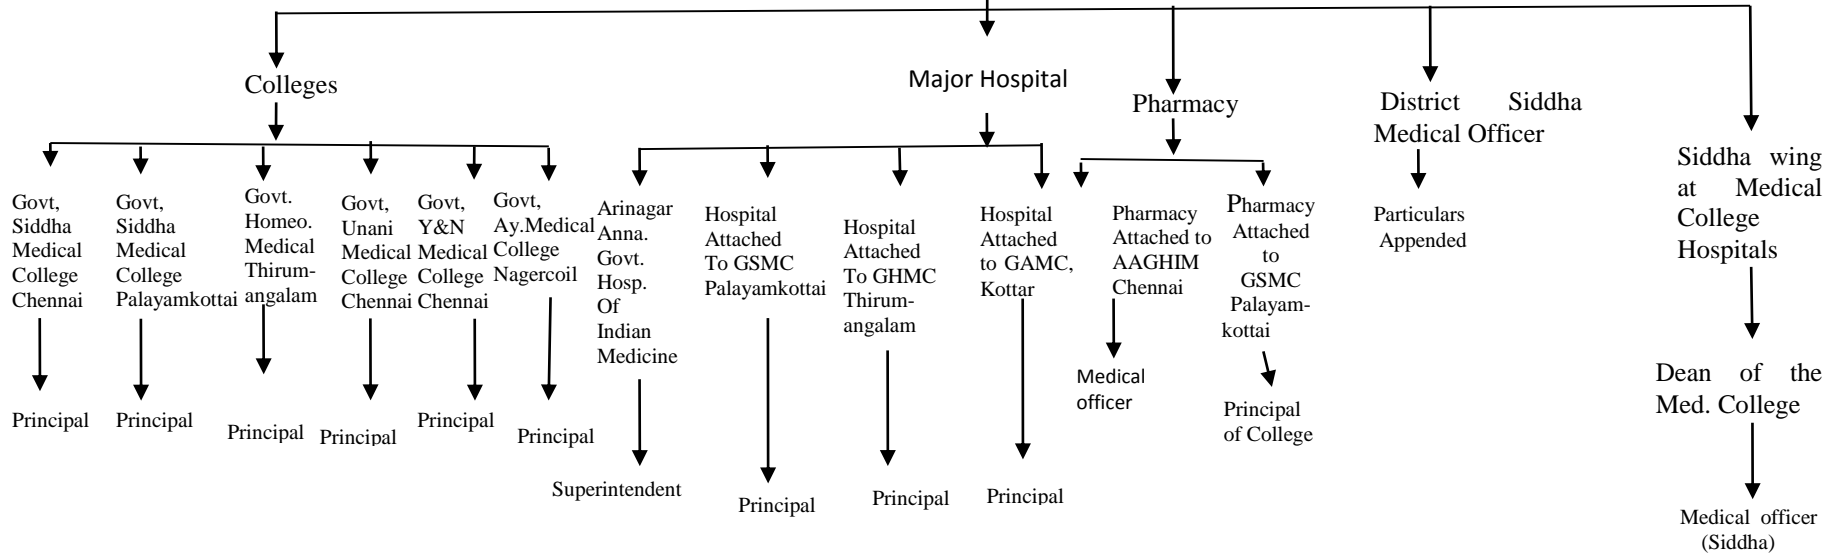 Colleges
Major Hospital
Pharmacy
District Siddha
Medical Officer
Siddha wing
at Medical
College
Hospitals
Govt,
Siddha
Medical
College
Chennai
Govt,
Siddha
Medical
College
Palayamkottai
Govt.
Homeo.
Medical
Thirum-
angalam
Govt,
Unani
Medical
College
Chennai
Govt,
Y&N
Medical
College
Chennai
Govt,
Ay.Medical
College
Nagercoil
Arinagar
Anna.
Govt.
Hosp.
Of
Indian
Medicine
Hospital
Attached
To GSMC
Palayamkottai
Hospital
Attached
To GHMC
Thirum-
angalam
Hospital
Attached
to GAMC,
Kottar
Pharmacy
Attached to
AAGHIM
Chennai
Pharmacy
Attached
to
GSMC
Palayam-
kottai
Particulars
Appended
Principal
Principal
Principal
Principal
Principal
Principal
Superintendent
Principal
Principal
Principal
Medical
officer
Principal
of College
Dean of the
Med. College
Medical officer
(Siddha)